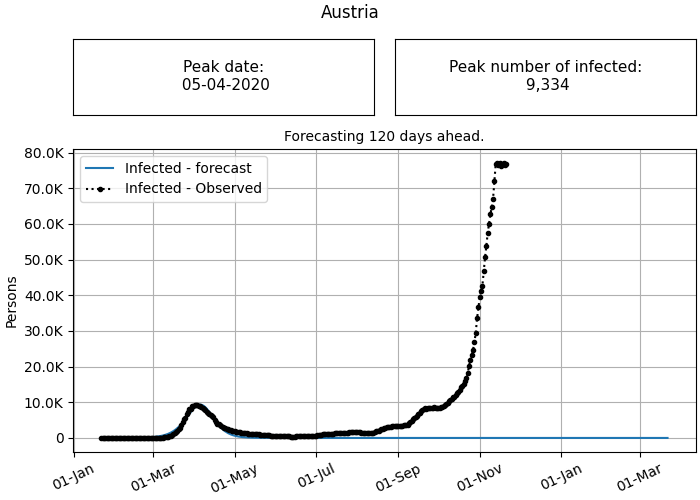 Austria
Peak date:
05-04-2020
Peak number of infected:
9,334
Forecasting 120 days ahead.
80.0K
70.0K
60.0K
50.0K
40.0K
30.0K
20.0K
10.0K
0
Persons
Infected - forecast
Infected - Observed
01-Jan
01-Mar
01-May
01-Jul
01-Sep
01-Nov
01-Jan
01-Mar